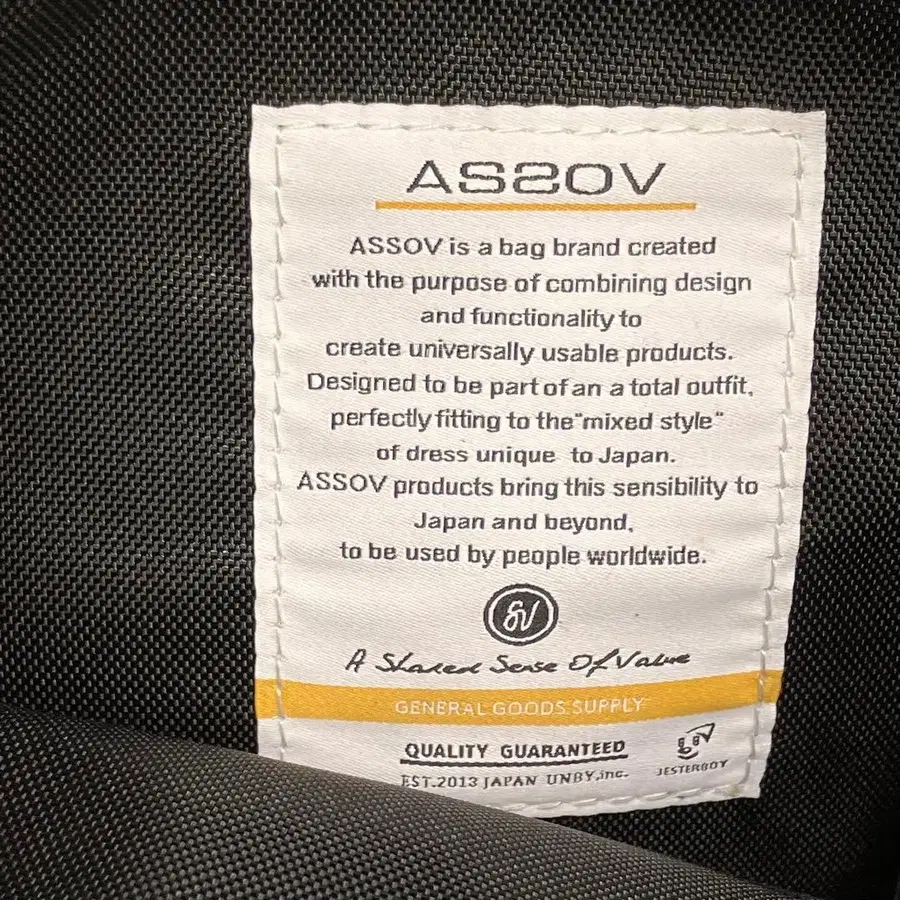 ASSOV
ASSOV is a bag brand created
with the purpose of combining design
and functionality to
create universally usable products.
Designed to be part of an a total outfit,
perfectly fitting to the"mixed style"
of dress unique to Japan.
ASSOV products bring this sensibility to
Japan and beyond,
to be used by people worldwide.
SV
A Shared Sense Of Value
GENERAL GOODS SUPPLY
QUALITY GUARANTEED
EST.2013 JAPAN UNBY,inc.
JESTERBOY